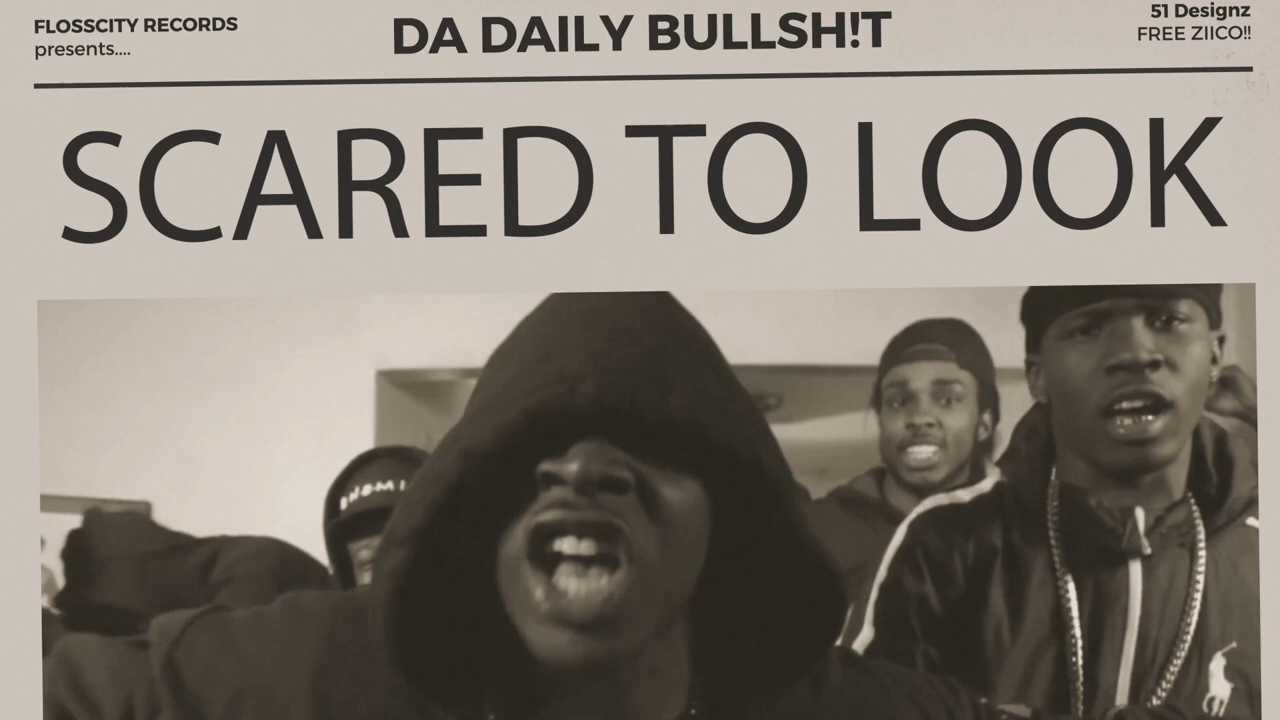 FLOSSCITY RECORDS
presents....
DA DAILY BULLSH!T
51 Designz
FREE ZIICO!!
SCARED TO LOOK